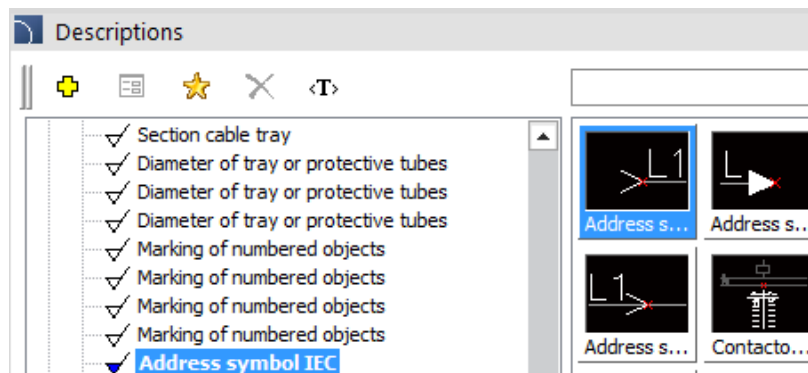 Descriptions
<T>
Section cable tray
Diameter of tray or protective tubes
Diameter of tray or protective tubes
Diameter of tray or protective tubes
Marking of numbered objects
Marking of numbered objects
Marking of numbered objects
Marking of numbered objects
Address symbol IEC
L1
L
Address s...
Address s...
L1
Address s...
Contacto...